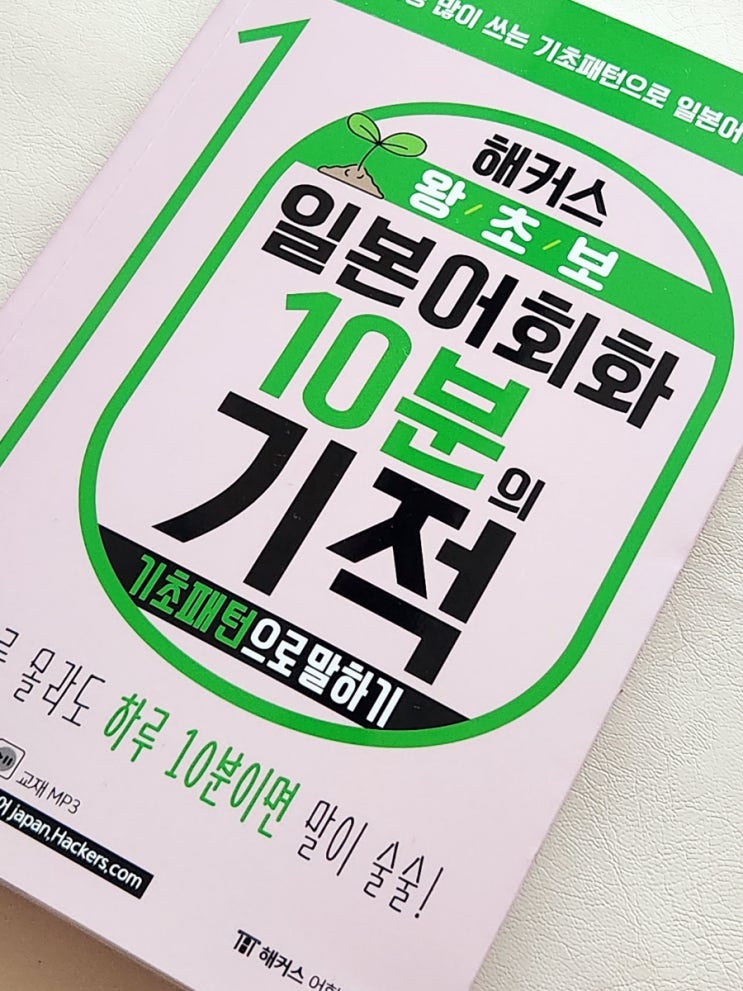 많이 쓰는 기초패턴으로 일본어
해커스
왕/초/보
일본어회화
10분의
기적
기초패턴으로 말하기
몰라도 하루 10분이면 말이 술술!
교재 MP3
japan.Hackers.com
해커스